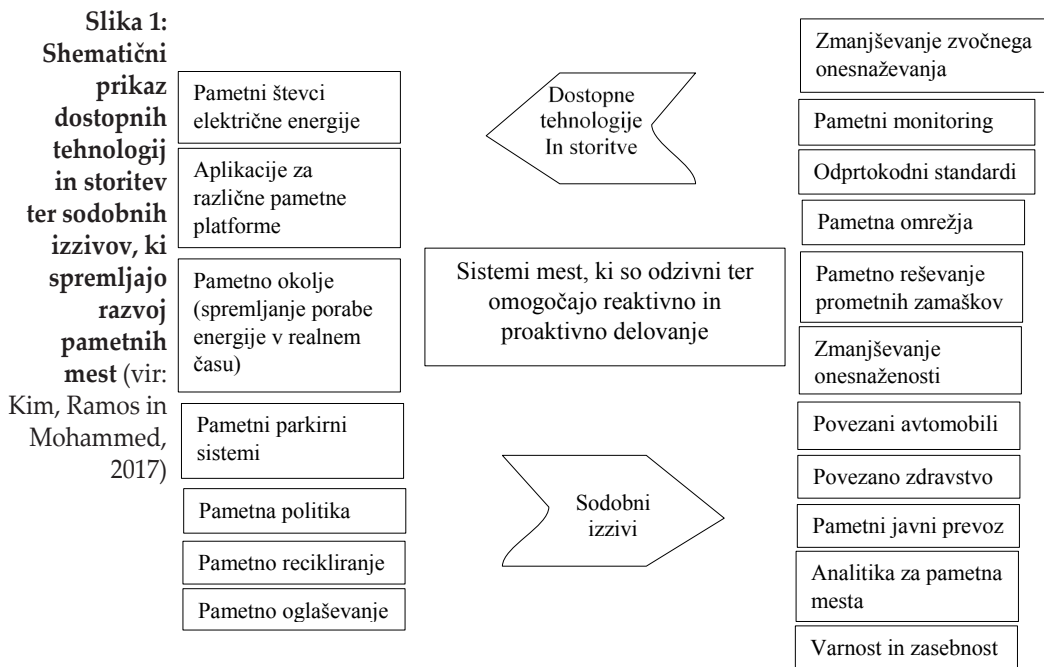 Slika 1:
Shematični
prikaz
dostopnih
tehnologij
in storitev
ter sodobnih
izzivov, ki
spremljajo
razvoj
pametnih
mest (vir:
Kim, Ramos in
Mohammed,
2017)
Pametni števci
električne energije
Aplikacije za
različne pametne
platforme
Pametno okolje
(spremljanje porabe
energije v realnem
času)
Pametni parkirni
sistemi
Pametna politika
Pametno recikliranje
Pametno oglaševanje
Dostopne
tehnologije
In storitve
Sistemi mest, ki so odzivni ter
omogočajo reaktivno in
proaktivno delovanje
Sodobni
izzivi
Zmanjševanje zvočnega
onesnaževanja
Pametni monitoring
Odprtokodni standardi
Pametna omrežja
Pametno reševanje
prometnih zamaškov
Zmanjševanje
onesnaženosti
Povezani avtomobili
Povezano zdravstvo
Pametni javni prevoz
Analitika za pametna
mesta
Varnost in zasebnost